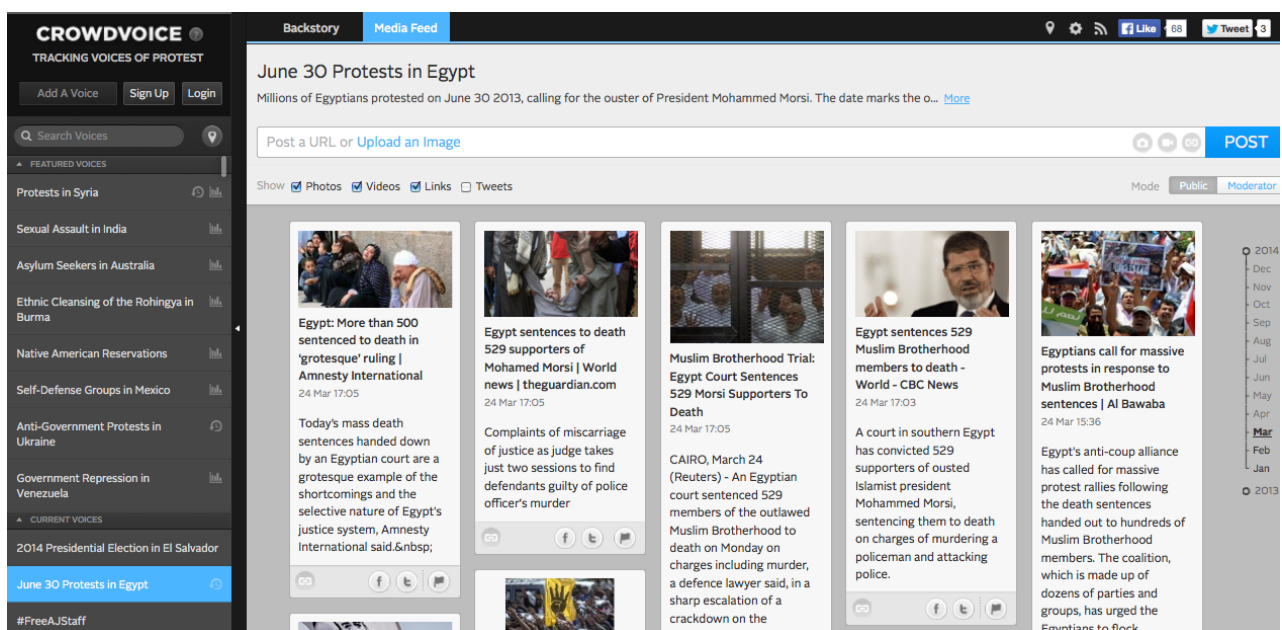 CROWDVOICE ?
TRACKING VOICES OF PROTEST
Add A Voice
Sign Up
Login
Search Voices
FEATURED VOICES
Protests in Syria
Sexual Assault in India
Asylum Seekers in Australia
Ethnic Cleansing of the Rohingya in
Burma
Native American Reservations
Self-Defense Groups in Mexico
Anti-Government Protests in
Ukraine
Government Repression in
Venezuela
CURRENT VOICES
2014 Presidential Election in El Salvador
June 30 Protests in Egypt
#FreeAJStaff
Backstory
Media Feed
Like
68
Tweet
3
June 30 Protests in Egypt
Millions of Egyptians protested on June 30 2013, calling for the ouster of President Mohammed Morsi. The date marks the o... More
Post a URL or Upload an Image
POST
Show Photos Videos Links Tweets
Mode Public Moderator
Egypt: More than 500
sentenced to death in
'grotesque' ruling |
Amnesty International
24 Mar 17:05
Today's mass death
sentences handed down
by an Egyptian court are a
grotesque example of the
shortcomings and the
selective nature of Egypt's
justice system, Amnesty
International said.&nbsp;
Egypt sentences to death
529 supporters of
Mohamed Morsi | World
news | theguardian.com
24 Mar 17:05
Complaints of miscarriage
of justice as judge takes
just two sessions to find
defendants guilty of police
officer's murder
Muslim Brotherhood Trial:
Egypt Court Sentences
529 Morsi Supporters To
Death
24 Mar 17:05
CAIRO, March 24
(Reuters) - An Egyptian
court sentenced 529
members of the outlawed
Muslim Brotherhood to
death on Monday on
charges including murder,
a defence lawyer said, in a
sharp escalation of a
crackdown on the
Egypt sentences 529
Muslim Brotherhood
members to death -
World - CBC News
24 Mar 17:03
A court in southern Egypt
has convicted 529
supporters of ousted
Islamist president
Mohammed Morsi,
sentencing them to death
on charges of murdering a
policeman and attacking
police.
Egyptians call for massive
protests in response to
Muslim Brotherhood
sentences | Al Bawaba
24 Mar 15:36
Egypt's anti-coup alliance
has called for massive
protest rallies following
the death sentences
handed out to hundreds of
Muslim Brotherhood
members. The coalition,
which is made up of
dozens of parties and
groups, has urged the
Egyptians to flock
2014
Dec
Nov
Oct
Sep
Aug
Jul
Jun
May
Apr
Mar
Feb
Jan
2013